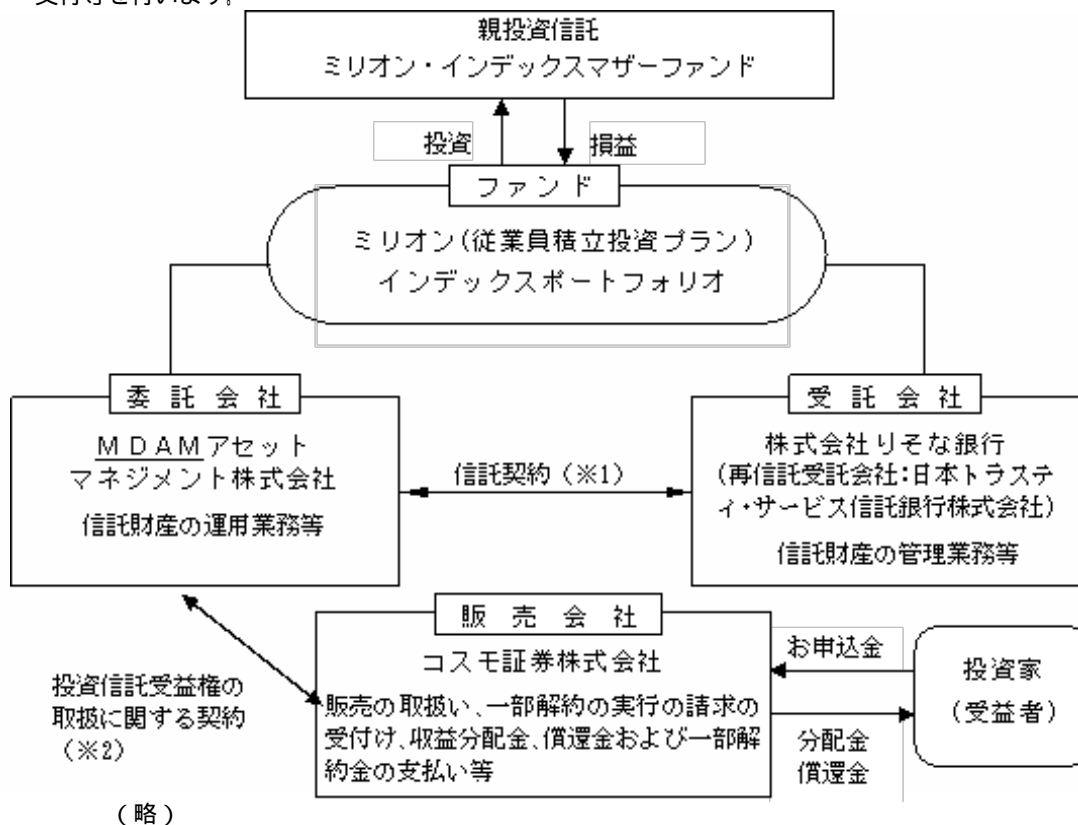 受付等を行います。
親投資信託
ミリオン・インデックスマザーファンド
投資
損益
ファンド
ミリオン(従業員積立投資プラン)
インデックスポートフォリオ
委託会社
MDAMアセット
マネジメント株式会社
信託財産の運用業務等
信託契約(※1)
受託会社
株式会社りそな銀行
(再信託受託会社:日本トラステ
ィ・サービス信託銀行株式会社)
信託財産の管理業務等
販売会社
コスモ証券株式会社
販売の取扱い、一部解約の実行の請求の
受付け、収益分配金、償還金および一部解
約金の支払い等
投資信託受益権の
取扱に関する契約
(※2)
お申込金
分配金
償還金
投資家
(受益者)
(略)